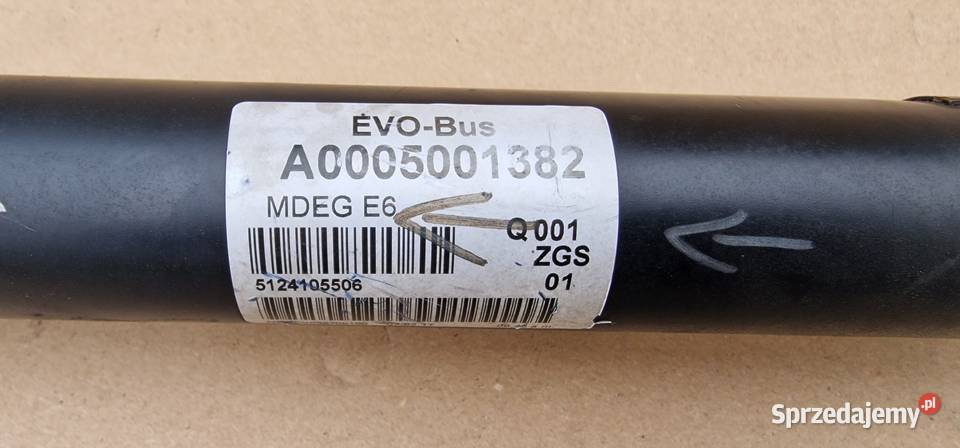 EVO-Bus
A0005001382
MDEG E6
Q 001
ZGS
5124105506
01
Sprzedajemy.pl